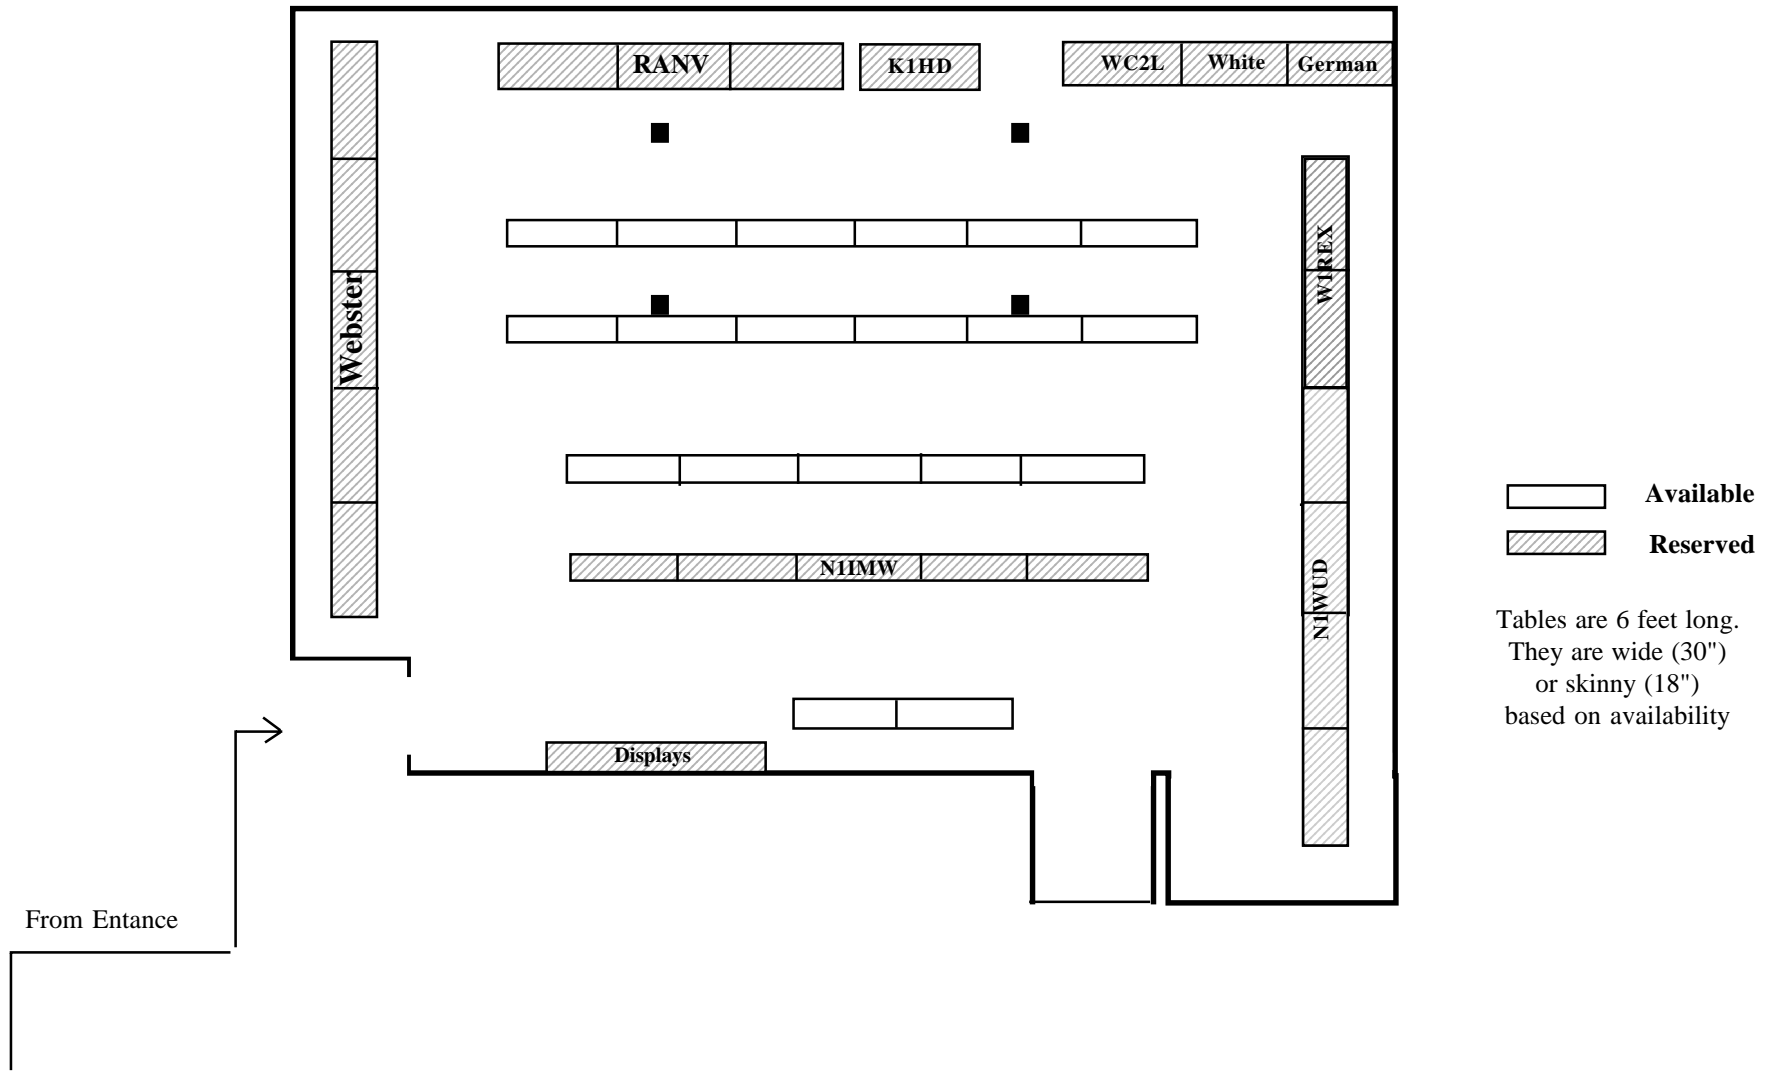 RANV
K1HD
WC2L
White
German
Webster
W1REX
Available
Reserved
N1IMW
N1WUD
Tables are 6 feet long.
They are wide (30")
or skinny (18")
based on availability
Displays
From Entance